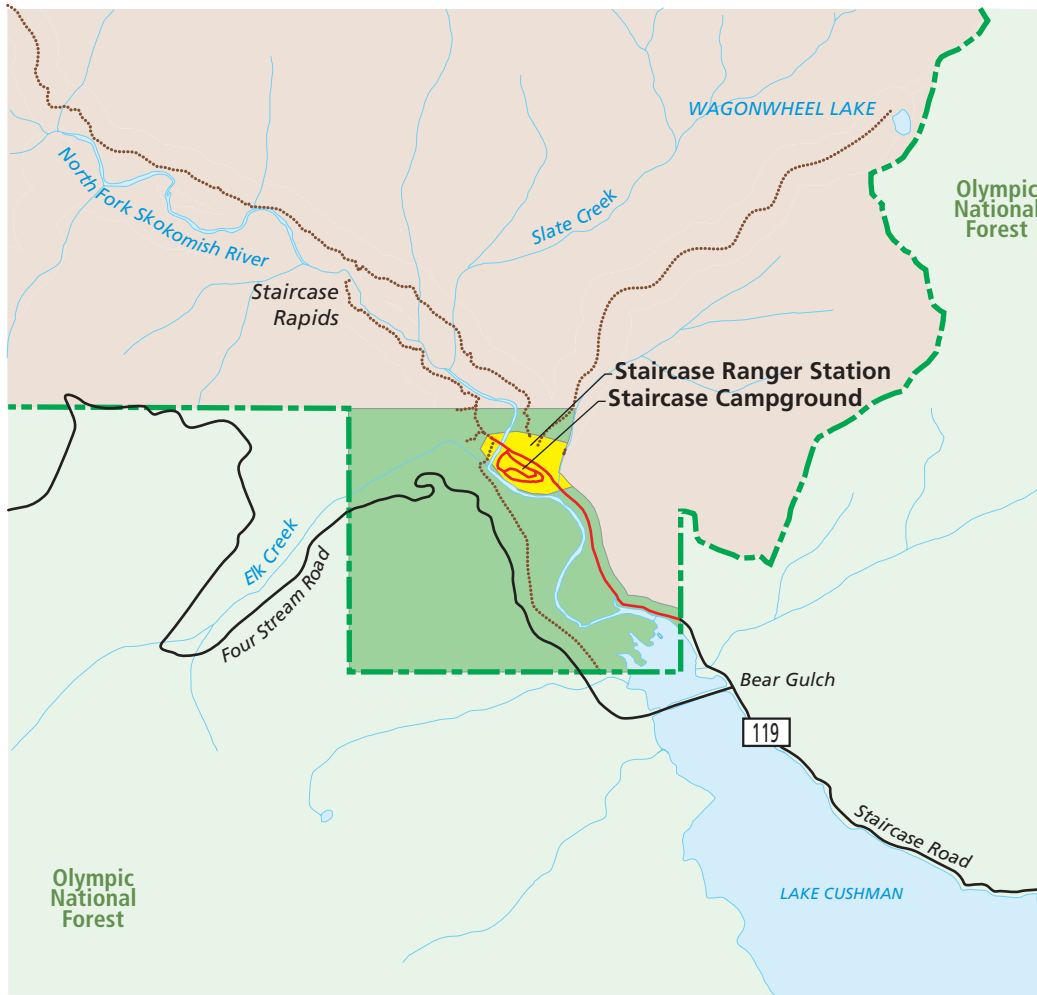 WAGONWHEEL LAKE
North Fork Skokomish River
Slate Creek
Olympic
National
Forest
Staircase
Rapids
Staircase Ranger Station
Staircase Campground
Elk Creek
Four Stream Road
Bear Gulch
119
Staircase Road
Olympic
National
Forest
LAKE CUSHMAN